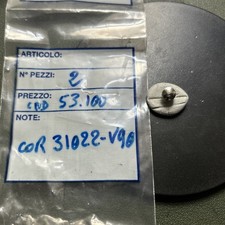 ARTICOLO:
N° PEZZI: 2
PREZZO: COD 53.100
NOTE:
COR 31022-V90